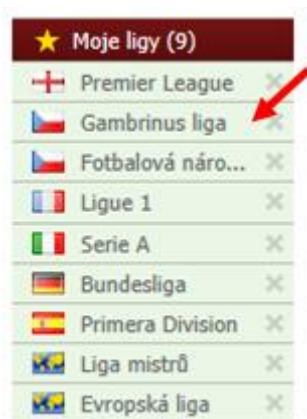 Moje ligy (9)
Premier League
Gambrinus liga
Fotbalová náro...
Ligue 1
Serie A
Bundesliga
Primera Division
Liga mistrů
Evropská liga